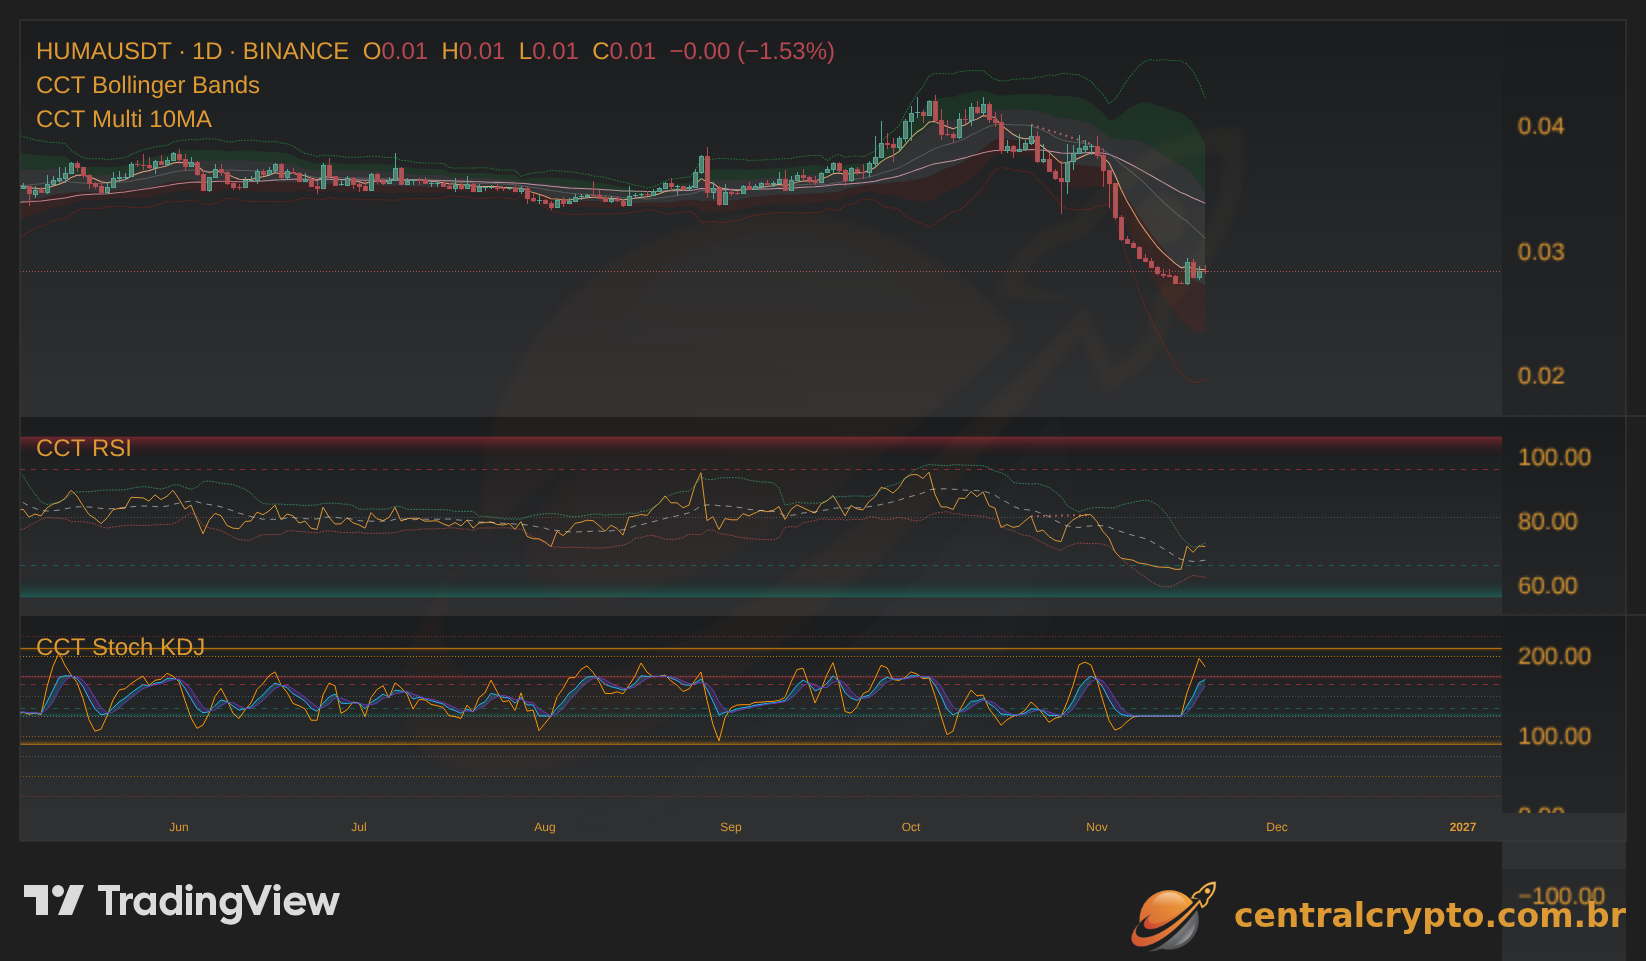 HUMAUSDT · 1D · BINANCE O0.01 H0.01 L0.01 C0.01 −0.00 (−1.53%)
CCT Bollinger Bands
CCT Multi 10MA
0.04
0.03
0.02
CCT RSI
100.00
80.00
60.00
CCT Stoch KDJ
200.00
100.00
0.00
Jun Jul Aug Sep Oct Nov Dec 2027
−100.00
TradingView
centralcrypto.com.br